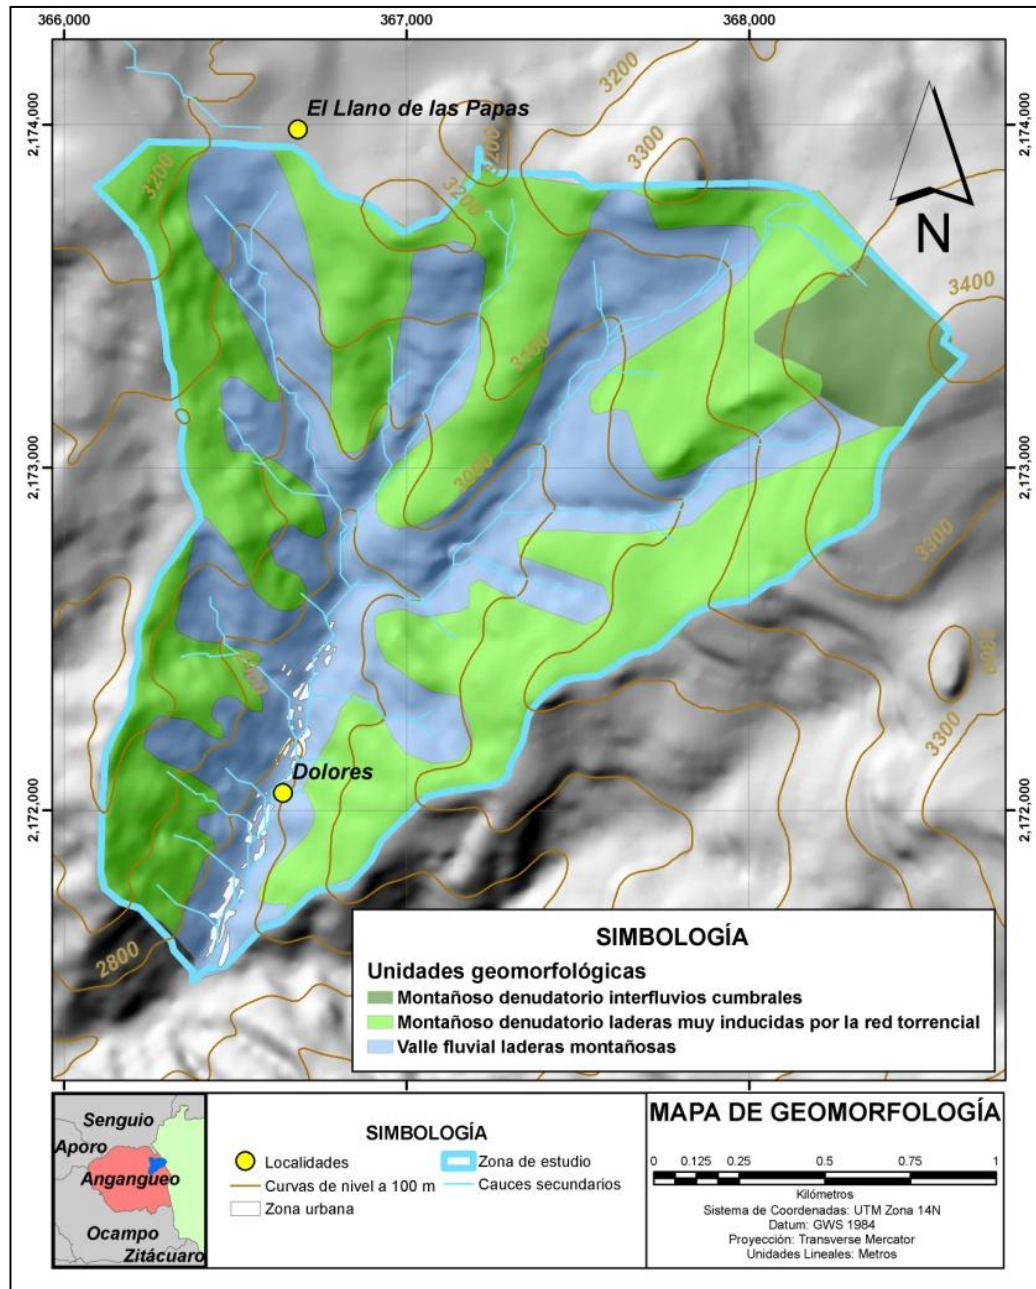 366,000
367,000
368,000
2,174,000
2,174,000
2,173,000
2,173,000
2,172,000
2,172,000
El Llano de las Papas
N
3200
3200
3200
3200
3300
3400
3100
3000
3300
3300
3300
2800
Dolores
SIMBOLOGÍA
Unidades geomorfológicas
Montañoso denudatorio interfluvios cumbrales
Montañoso denudatorio laderas muy inducidas por la red torrencial
Valle fluvial laderas montañosas
Senguio
Aporo
Angangueo
Ocampo
Zitácuaro
SIMBOLOGÍA
Localidades
Curvas de nivel a 100 m
Zona urbana
Zona de estudio
Cauces secundarios
MAPA DE GEOMORFOLOGÍA
0 0.125 0.25 0.5 0.75 1
Kilómetros
Sistema de Coordenadas: UTM Zona 14N
Datum: GWS 1984
Proyección: Transverse Mercator
Unidades Lineales: Metros